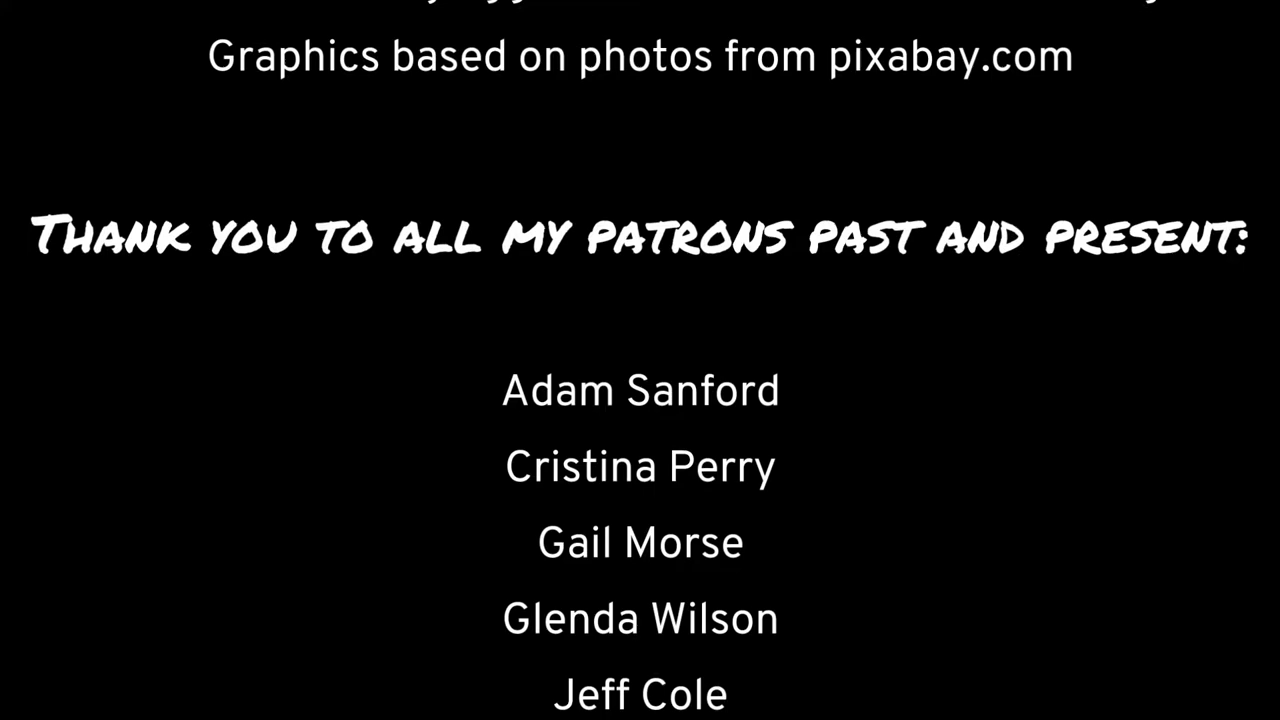 Graphics based on photos from pixabay.com
THANK YOU TO ALL MY PATRONS PAST AND PRESENT:
Adam Sanford
Cristina Perry
Gail Morse
Glenda Wilson
Jeff Cole